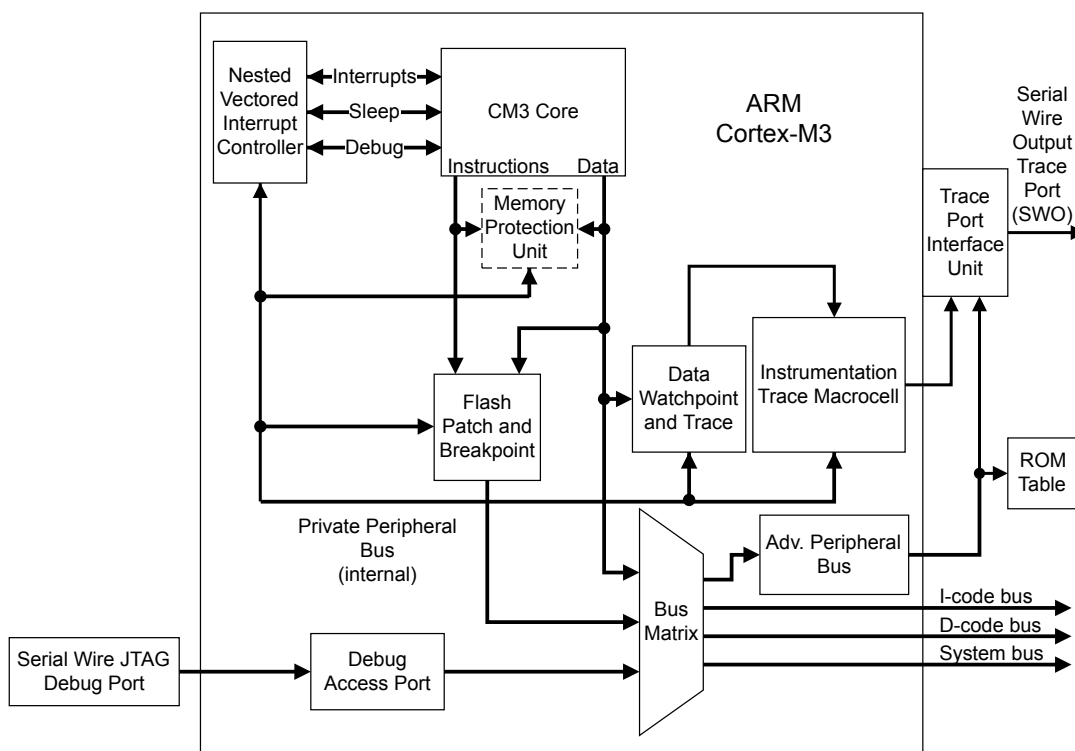 Nested
Vectored
Interrupt
Controller
Interrupts
Sleep
Debug
CM3 Core
Instructions
Data
ARM
Cortex-M3
Serial
Wire
Output
Trace
Port
(SWO)
Trace
Port
Interface
Unit
Memory
Protection
Unit
Flash
Patch and
Breakpoint
Data
Watchpoint
and Trace
Instrumentation
Trace Macrocell
ROM
Table
Private Peripheral
Bus
(internal)
Adv. Peripheral
Bus
Bus
Matrix
I-code bus
D-code bus
System bus
Serial Wire JTAG
Debug Port
Debug
Access Port